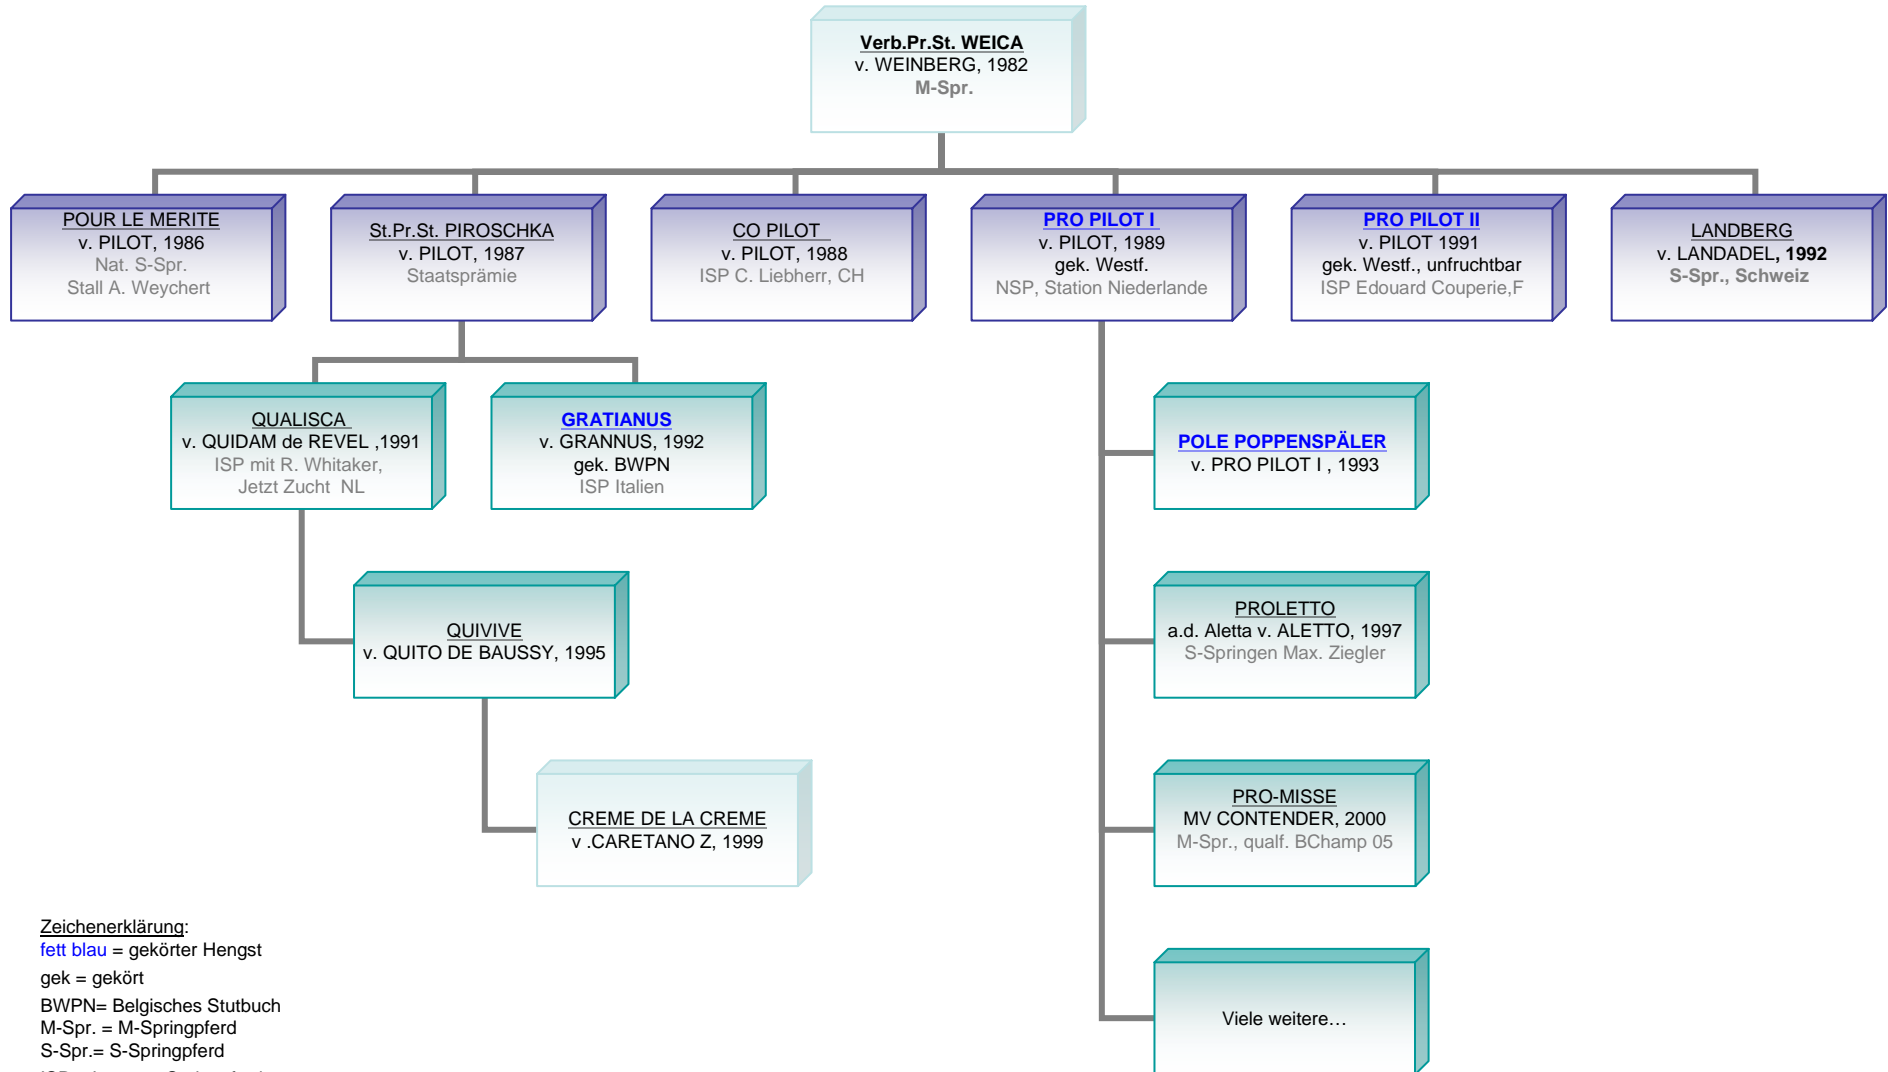 Verb.Pr.St. WEICA
v. WEINBERG, 1982
M-Spr.
POUR LE MERITE
v. PILOT, 1986
Nat. S-Spr.
Stall A. Weychert
St.Pr.St. PIROSCHKA
v. PILOT, 1987
Staatsprämie
CO PILOT
v. PILOT, 1988
ISP C. Liebherr, CH
PRO PILOT I
v. PILOT, 1989
gek. Westf.
NSP, Station Niederlande
PRO PILOT II
v. PILOT 1991
gek. Westf., unfruchtbar
ISP Edouard Couperie,F
LANDBERG
v. LANDADEL, 1992
S-Spr., Schweiz
QUALISCA
v. QUIDAM de REVEL ,1991
ISP mit R. Whitaker,
Jetzt Zucht NL
GRATIANUS
v. GRANNUS, 1992
gek. BWPN
ISP Italien
POLE POPPENSPÄLER
v. PRO PILOT I , 1993
QUIVIVE
v. QUITO DE BAUSSY, 1995
PROLETTO
a.d. Aletta v. ALETTO, 1997
S-Springen Max. Ziegler
CREME DE LA CREME
v .CARETANO Z, 1999
PRO-MISSE
MV CONTENDER, 2000
M-Spr., qualf. BChamp 05
Viele weitere…
Zeichenerklärung:
fett blau = gekörter Hengst
gek = gekört
BWPN= Belgisches Stutbuch
M-Spr. = M-Springpferd
S-Spr.= S-Springpferd